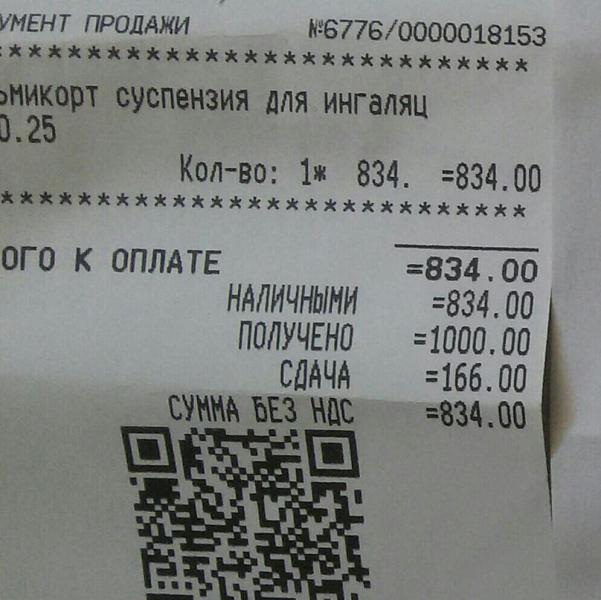 УМЕНТ ПРОДАЖИ №6776/0000018153
******************************
ЬМИКОРТ СУСПЕНЗИЯ ДЛЯ ИНГАЛЯЦ
0.25
Кол-во: 1* 834. =834.00
******************************
ОГО К ОПЛАТЕ =834.00
НАЛИЧНЫМИ =834.00
ПОЛУЧЕНО =1000.00
СДАЧА =166.00
СУММА БЕЗ НДС =834.00